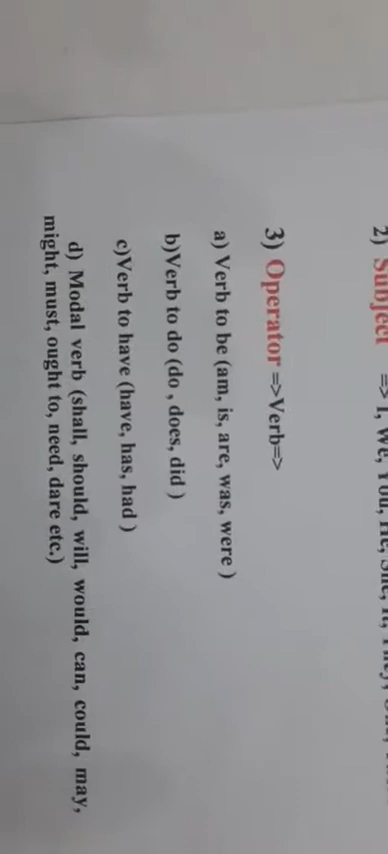 2) Subject => I, We, You, He, She, It, They,
3) Operator =>Verb=>
a) Verb to be (am, is, are, was, were )
b)Verb to do (do , does, did )
c)Verb to have (have, has, had )
d) Modal verb (shall, should, will, would, can, could, may,
might, must, ought to, need, dare etc.)